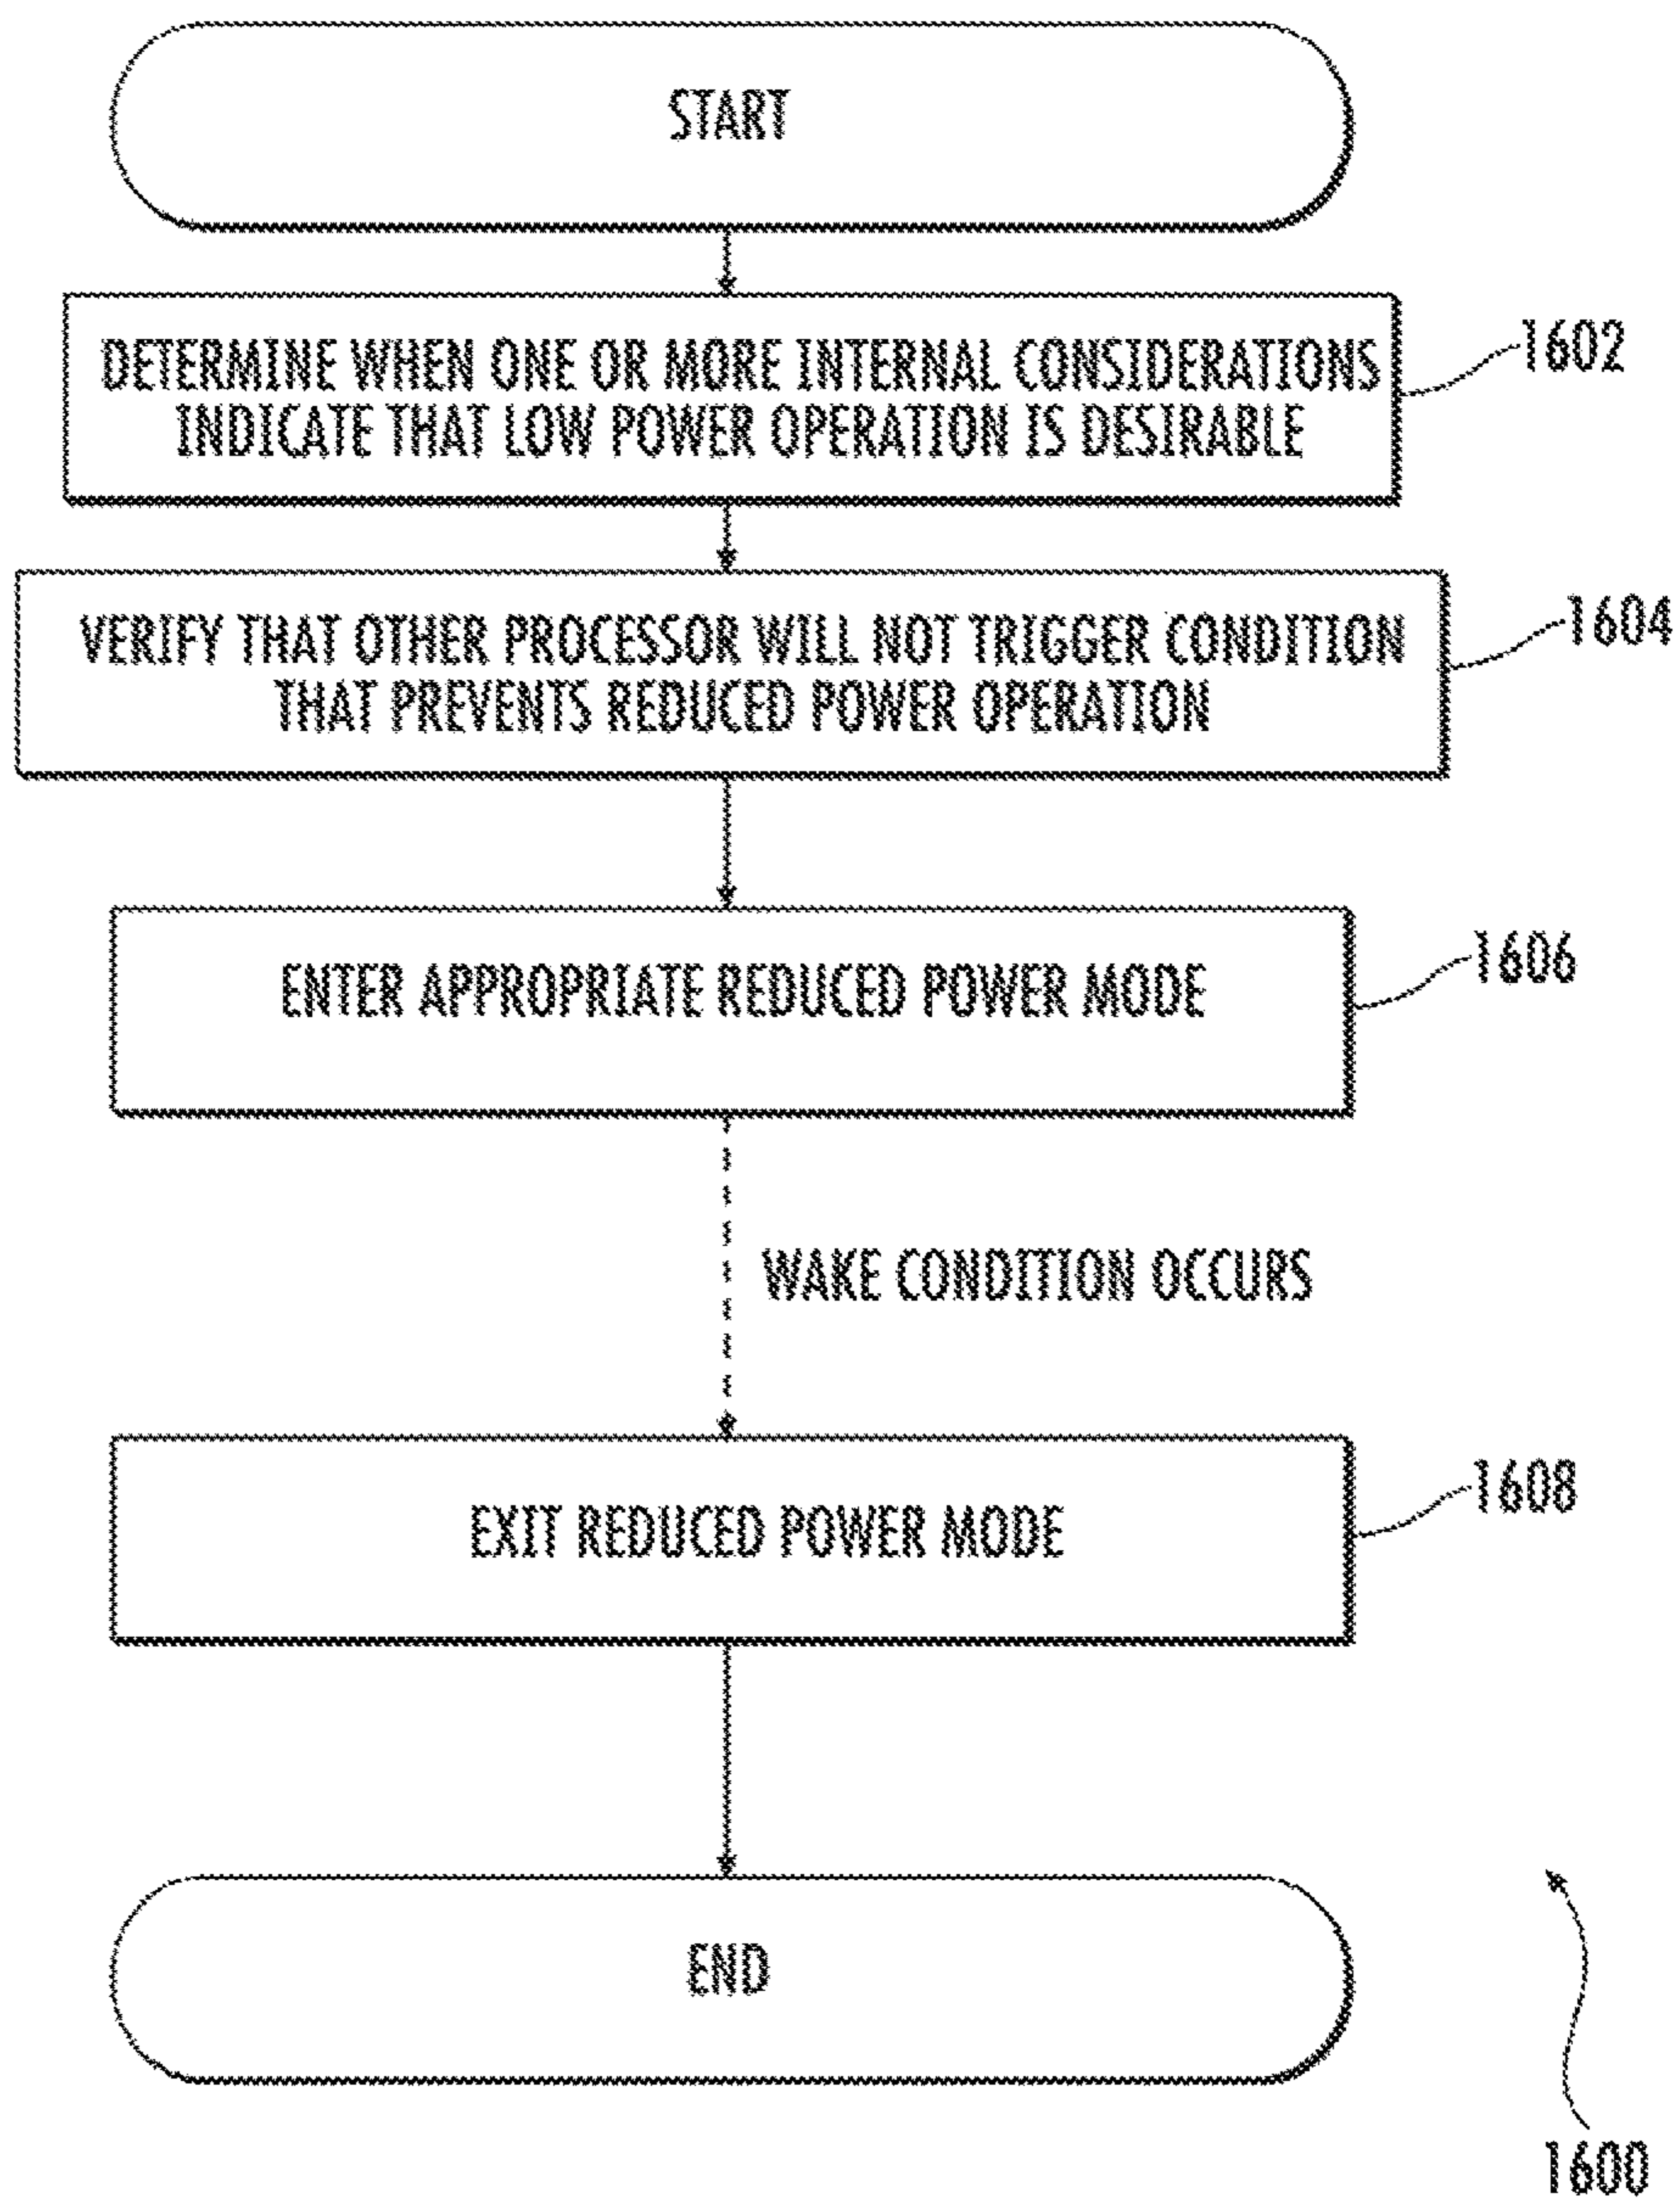 START
DETERMINE WHEN ONE OR MORE INTERNAL CONSIDERATIONS
INDICATE THAT LOW POWER OPERATION IS DESIRABLE
1602
VERIFY THAT OTHER PROCESSOR WILL NOT TRIGGER CONDITION
THAT PREVENTS REDUCED POWER OPERATION
1604
ENTER APPROPRIATE REDUCED POWER MODE
1606
WAKE CONDITION OCCURS
EXIT REDUCED POWER MODE
1608
END
1600